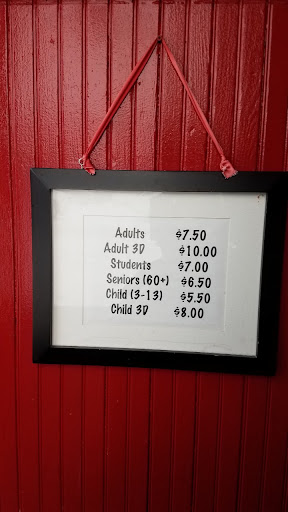 Adults $7.50
Adult 3D $10.00
Students $7.00
Seniors (60+) $6.50
Child (3-13) $5.50
Child 3D $8.00